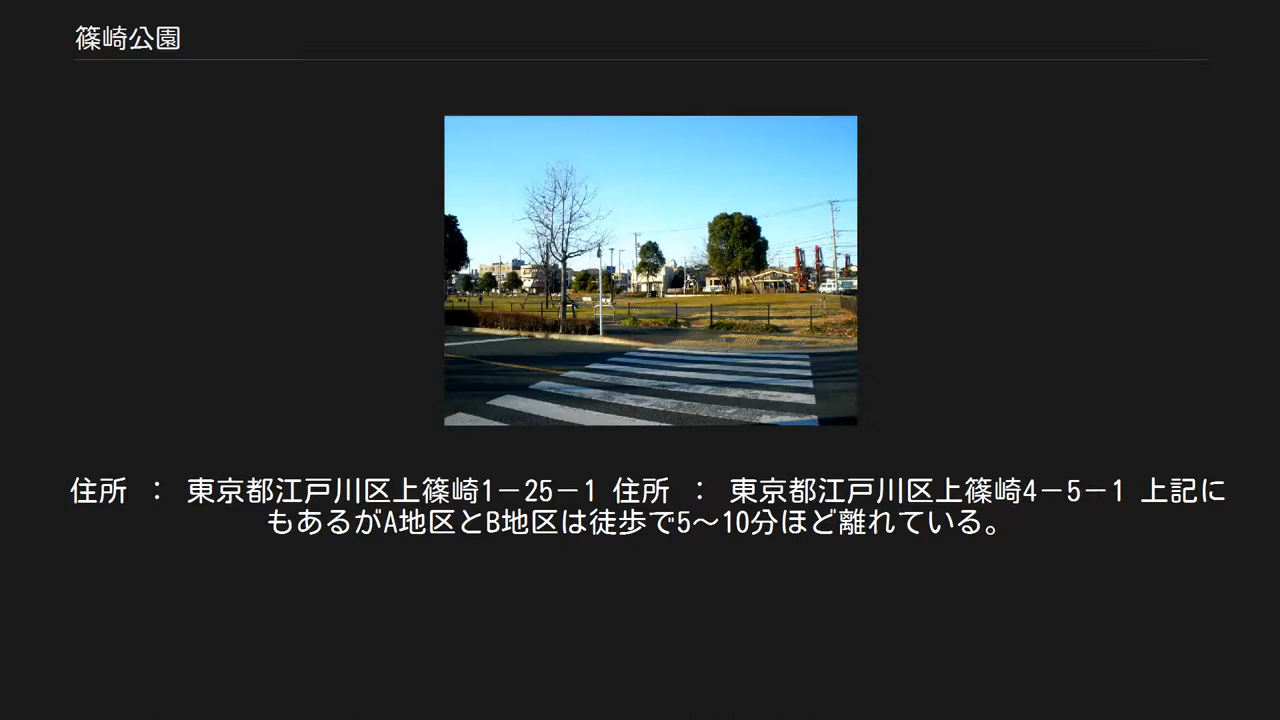 篠崎公園
住所 ： 東京都江戸川区上篠崎1－25－1 住所 ： 東京都江戸川区上篠崎4－5－1 上記に
もあるがA地区とB地区は徒歩で5～10分ほど離れている。